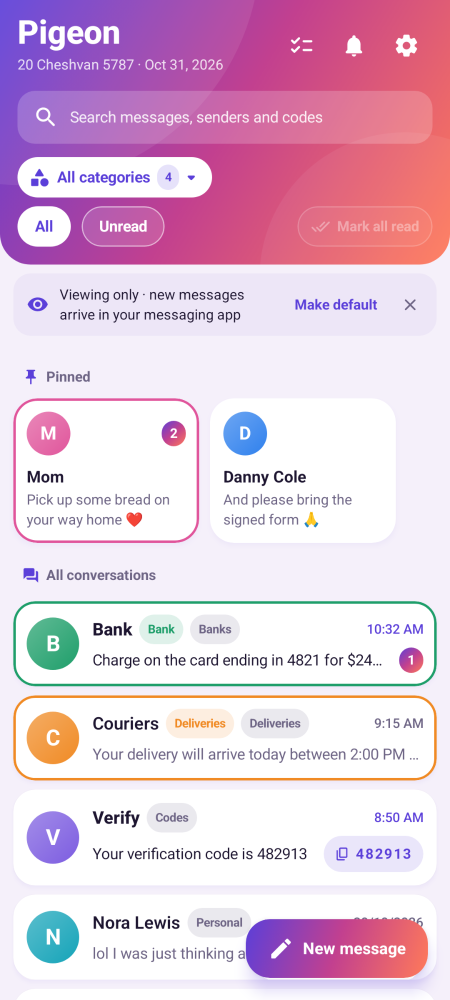 Pigeon
20 Cheshvan 5787 · Oct 31, 2026
Search messages, senders and codes
All categories 4
All Unread Mark all read
Viewing only · new messages
arrive in your messaging app
Make default
Pinned
M 2
Mom
Pick up some bread on
your way home ❤️
D
Danny Cole
And please bring the
signed form 🙏
All conversations
B
Bank Bank Banks 10:32 AM
Charge on the card ending in 4821 for $24… 1
C
Couriers Deliveries Deliveries 9:15 AM
Your delivery will arrive today between 2:00 PM …
V
Verify Codes 8:50 AM
Your verification code is 482913 482913
N
Nora Lewis Personal
lol I was just thinking a
New message